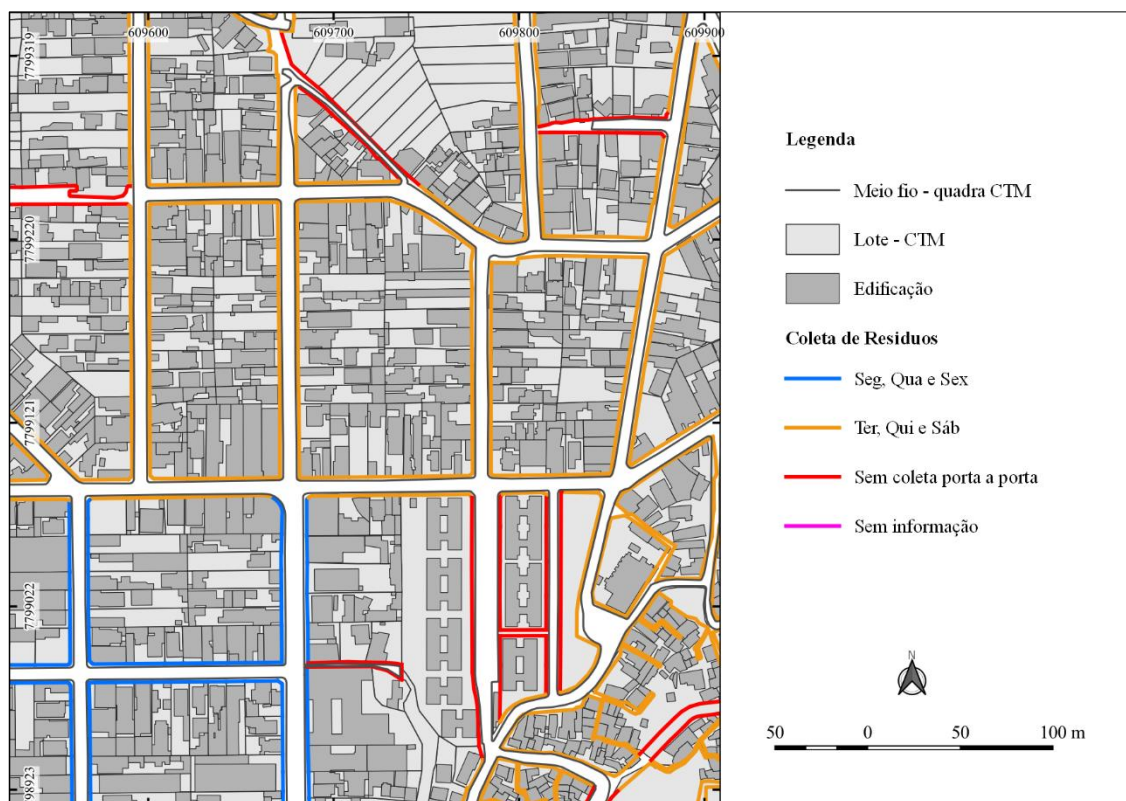 609600
609700
609800
609900
7799319
7799220
7799121
7799022
98923
Legenda
Meio fio - quadra CTM
Lote - CTM
Edificação
Coleta de Resíduos
Seg, Qua e Sex
Ter, Qui e Sáb
Sem coleta porta a porta
Sem informação
N
50 0 50 100 m